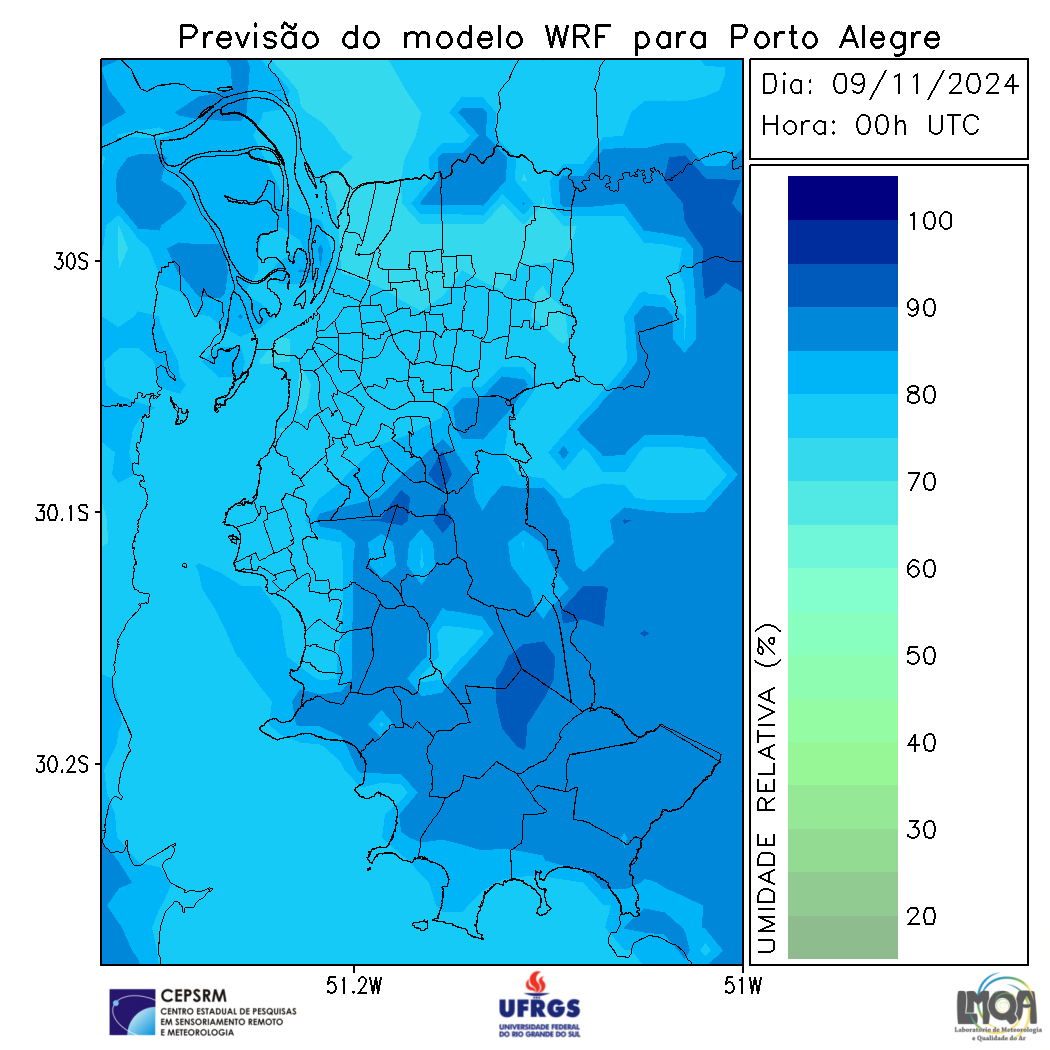 Previsão do modelo WRF para Porto Alegre
Dia: 09/11/2024
Hora: 00h UTC
30S
30.1S
30.2S
51.2W
51W
UMIDADE RELATIVA (%)
100
90
80
70
60
50
40
30
20
CEPSRM
CENTRO ESTADUAL DE PESQUISAS
EM SENSORIAMENTO REMOTO
E METEOROLOGIA
UFRGS
UNIVERSIDADE FEDERAL
DO RIO GRANDE DO SUL
LMQA
Laboratório de Meteorologia
e Qualidade do Ar